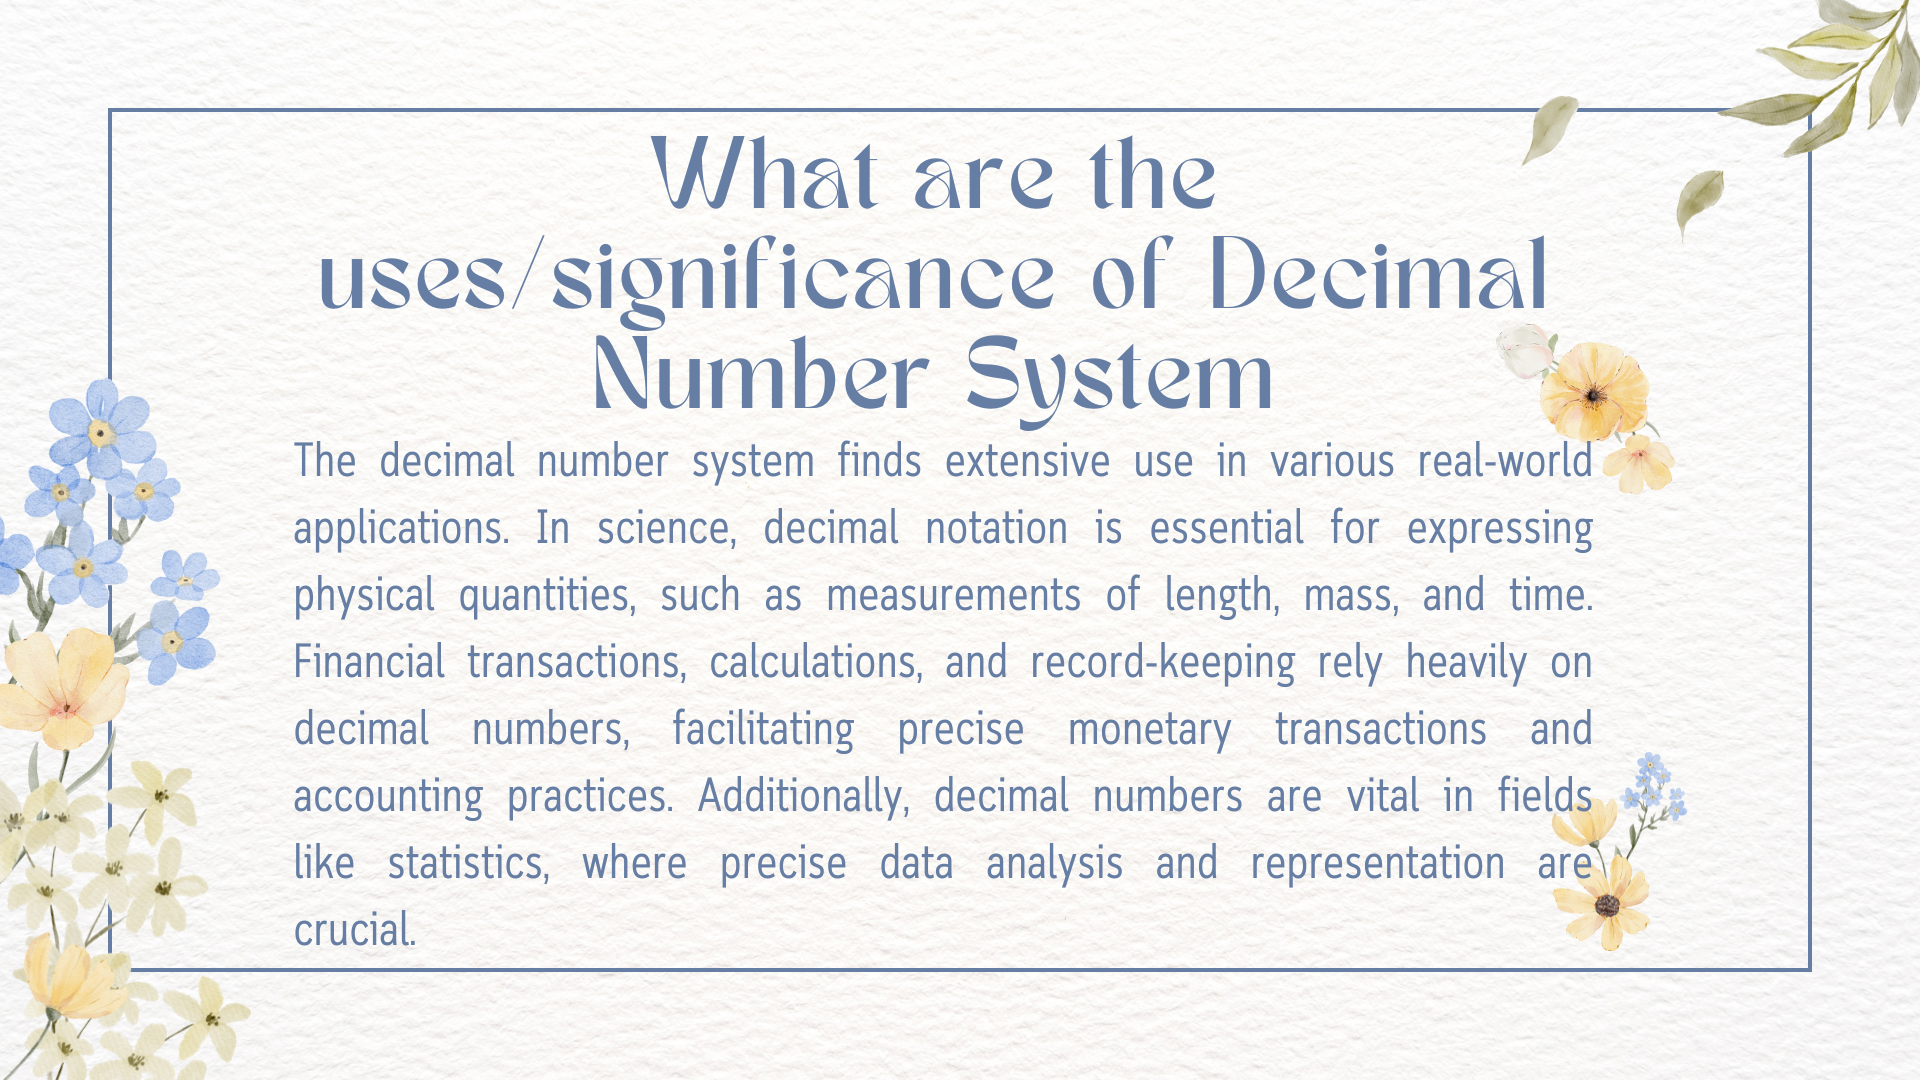 What are the
uses/significance of Decimal
Number System
The decimal number system finds extensive use in various real-world
applications. In science, decimal notation is essential for expressing
physical quantities, such as measurements of length, mass, and time.
Financial transactions, calculations, and record-keeping rely heavily on
decimal numbers, facilitating precise monetary transactions and
accounting practices. Additionally, decimal numbers are vital in fields
like statistics, where precise data analysis and representation are
crucial.